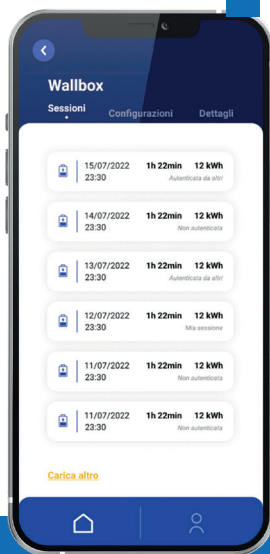 Wallbox
Sessioni Configurazioni Dettagli
15/07/2022 1h 22min 12 kWh
23:30 Autenticata da altri
14/07/2022 1h 22min 12 kWh
23:30 Non autenticata
13/07/2022 1h 22min 12 kWh
23:30 Autenticata da altri
12/07/2022 1h 22min 12 kWh
23:30 Mia sessione
11/07/2022 1h 22min 12 kWh
23:30 Non autenticata
11/07/2022 1h 22min 12 kWh
23:30 Non autenticata
Carica altro